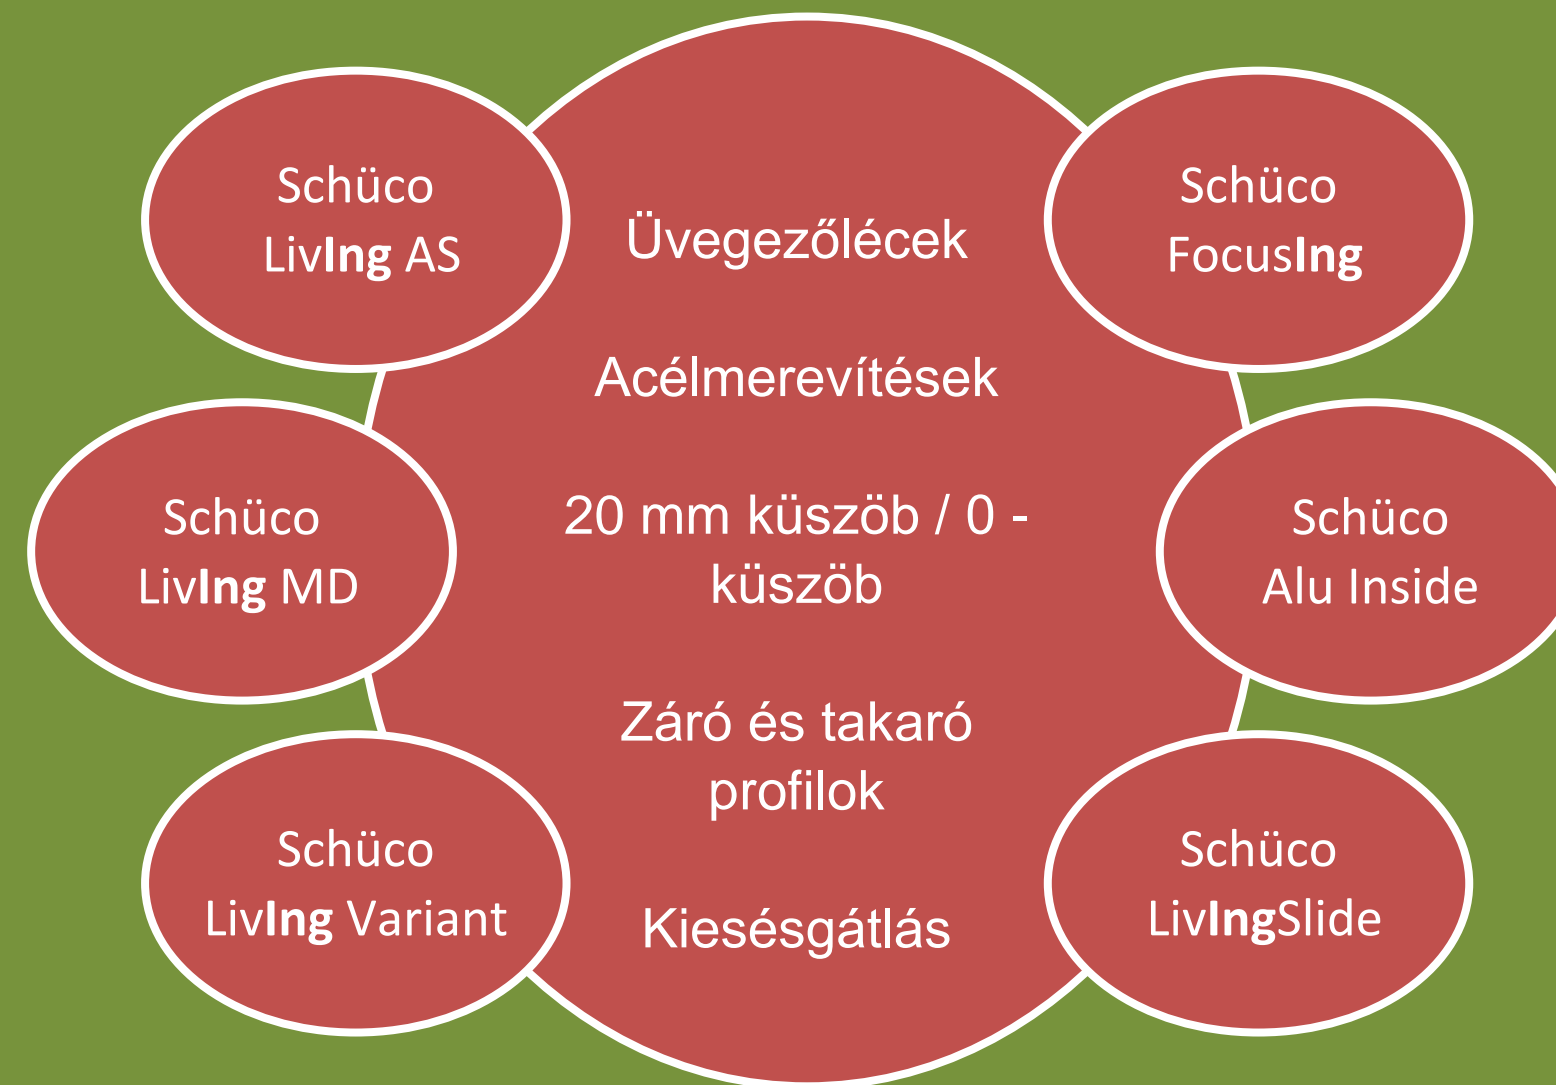 Schüco
LivIng AS
Schüco
LivIng MD
Schüco
LivIng Variant
Üvegezőlécek
Acélmerevítések
20 mm küszöb / 0 -
küszöb
Záró és takaró
profilok
Kiesésgátlás
Schüco
FocusIng
Schüco
Alu Inside
Schüco
LivIngSlide